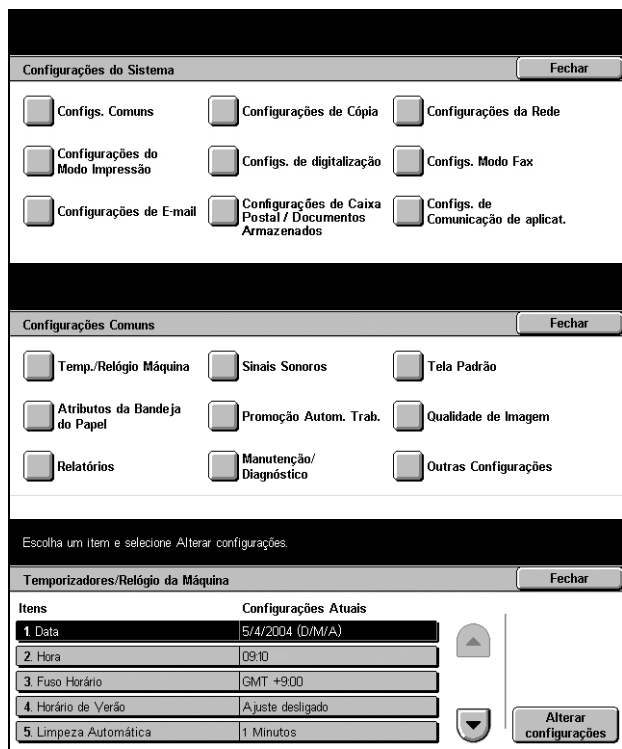 Configurações do Sistema
Fechar
Configs. Comuns
Configurações de Cópia
Configurações da Rede
Configurações do
Modo Impressão
Configs. de digitalização
Configs. Modo Fax
Configurações de E-mail
Configurações de Caixa
Postal / Documentos
Armazenados
Configs. de
Comunicação de aplicat.
Configurações Comuns
Fechar
Temp./Relógio Máquina
Sinais Sonoros
Tela Padrão
Atributos da Bandeja
do Papel
Promoção Autom. Trab.
Qualidade de Imagem
Relatórios
Manutenção/
Diagnóstico
Outras Configurações
Escolha um item e selecione Alterar configurações.
Temporizadores/Relógio da Máquina
Fechar
Itens
Configurações Atuais
1. Data
5/4/2004 (D/M/A)
2. Hora
09:10
3. Fuso Horário
GMT +9:00
4. Horário de Verão
Ajuste desligado
5. Limpeza Automática
1 Minutos
Alterar
configurações